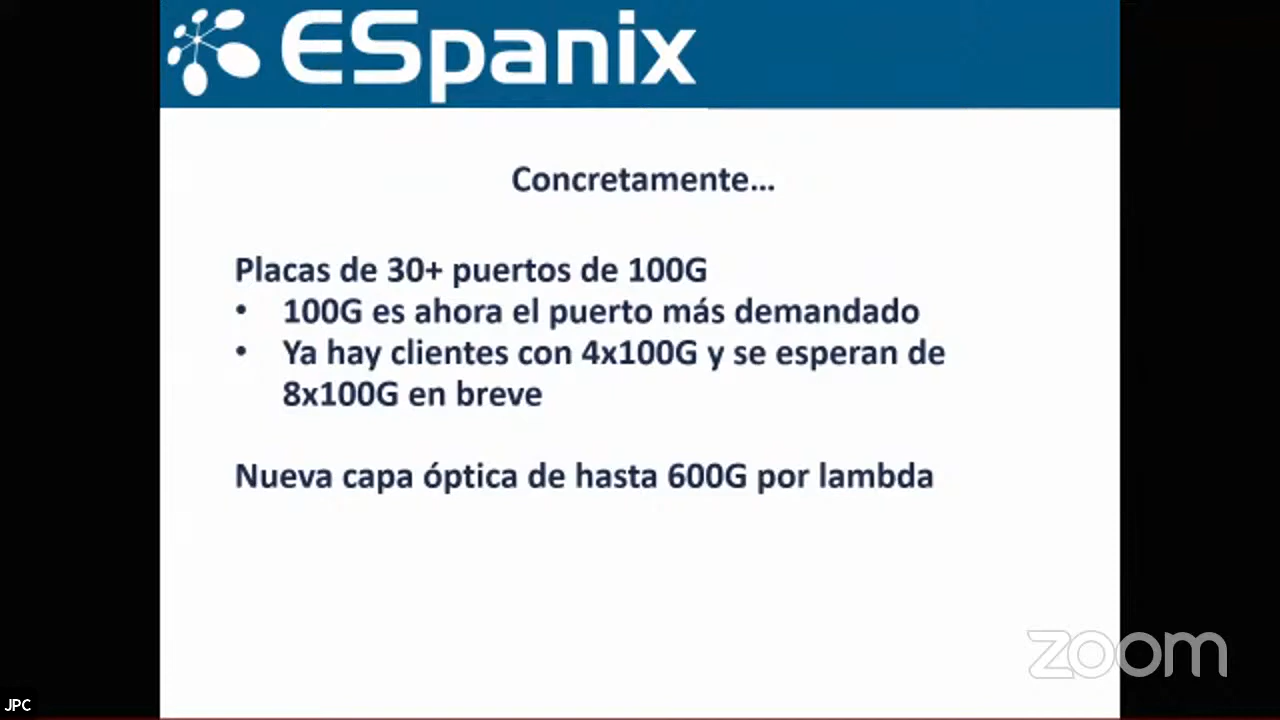 ESpanix
Concretamente...
Placas de 30+ puertos de 100G
• 100G es ahora el puerto más demandado
• Ya hay clientes con 4x100G y se esperan de
8x100G en breve
Nueva capa óptica de hasta 600G por lambda
zoom
JPC